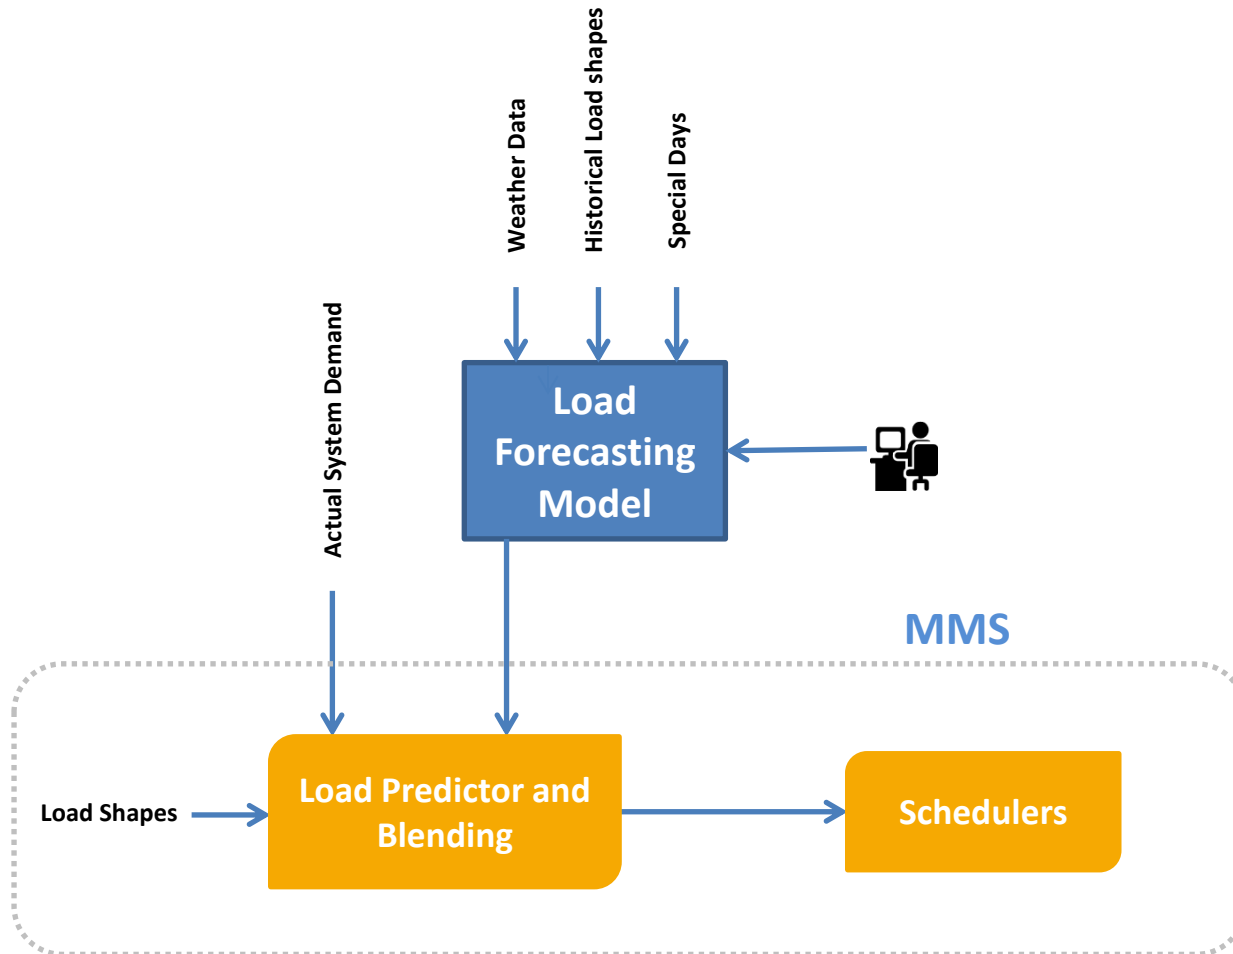 Weather Data
Historical Load shapes
Special Days
Actual System Demand
Load
Forecasting
Model
MMS
Load Shapes
Load Predictor and
Blending
Schedulers